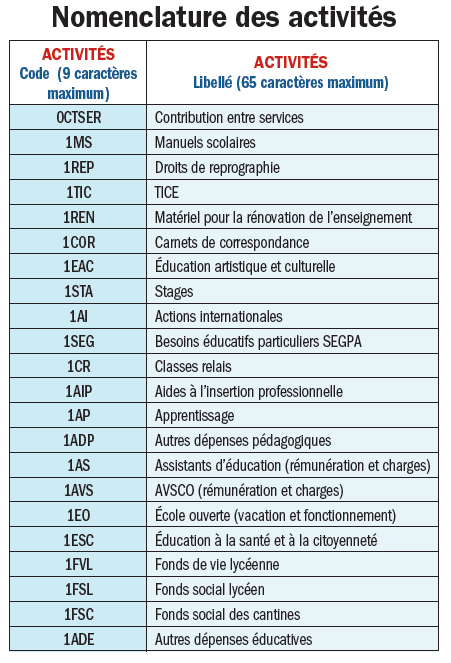 Nomenclature des activités
ACTIVITÉS
Code (9 caractères
maximum)
ACTIVITÉS
Libellé (65 caractères maximum)
0CTSER Contribution entre services
1MS Manuels scolaires
1REP Droits de reprographie
1TIC TICE
1REN Matériel pour la rénovation de l'enseignement
1COR Carnets de correspondance
1EAC Éducation artistique et culturelle
1STA Stages
1AI Actions internationales
1SEG Besoins éducatifs particuliers SEGPA
1CR Classes relais
1AIP Aides à l'insertion professionnelle
1AP Apprentissage
1ADP Autres dépenses pédagogiques
1AS Assistants d'éducation (rémunération et charges)
1AVS AVSCO (rémunération et charges)
1EO École ouverte (vacation et fonctionnement)
1ESC Éducation à la santé et à la citoyenneté
1FVL Fonds de vie lycéenne
1FSL Fonds social lycéen
1FSC Fonds social des cantines
1ADE Autres dépenses éducatives